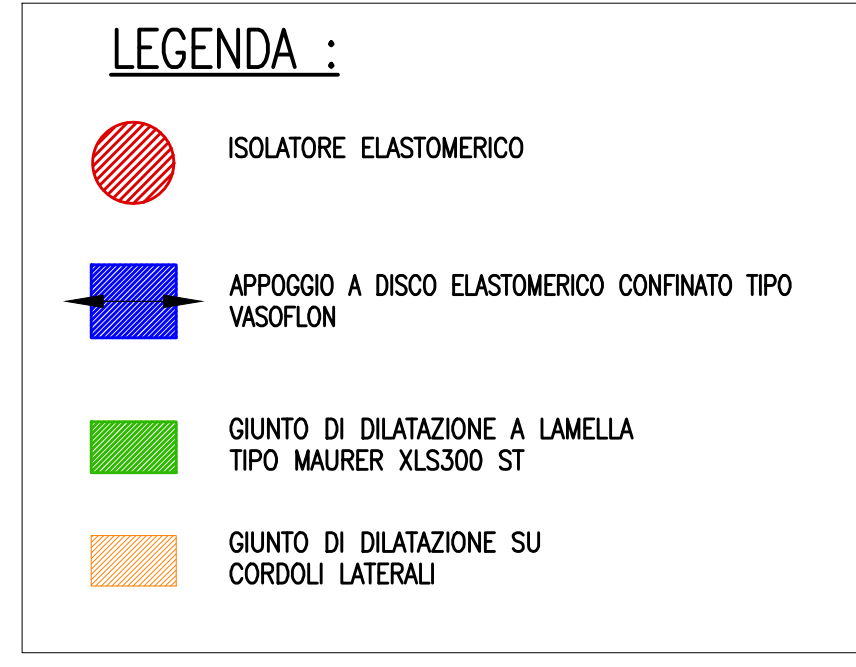 LEGENDA :
ISOLATORE ELASTOMERICO
APPOGGIO A DISCO ELASTOMERICO CONFINATO TIPO
VASOFLON
GIUNTO DI DILATAZIONE A LAMELLA
TIPO MAURER XLS300 ST
GIUNTO DI DILATAZIONE SU
CORDOLI LATERALI